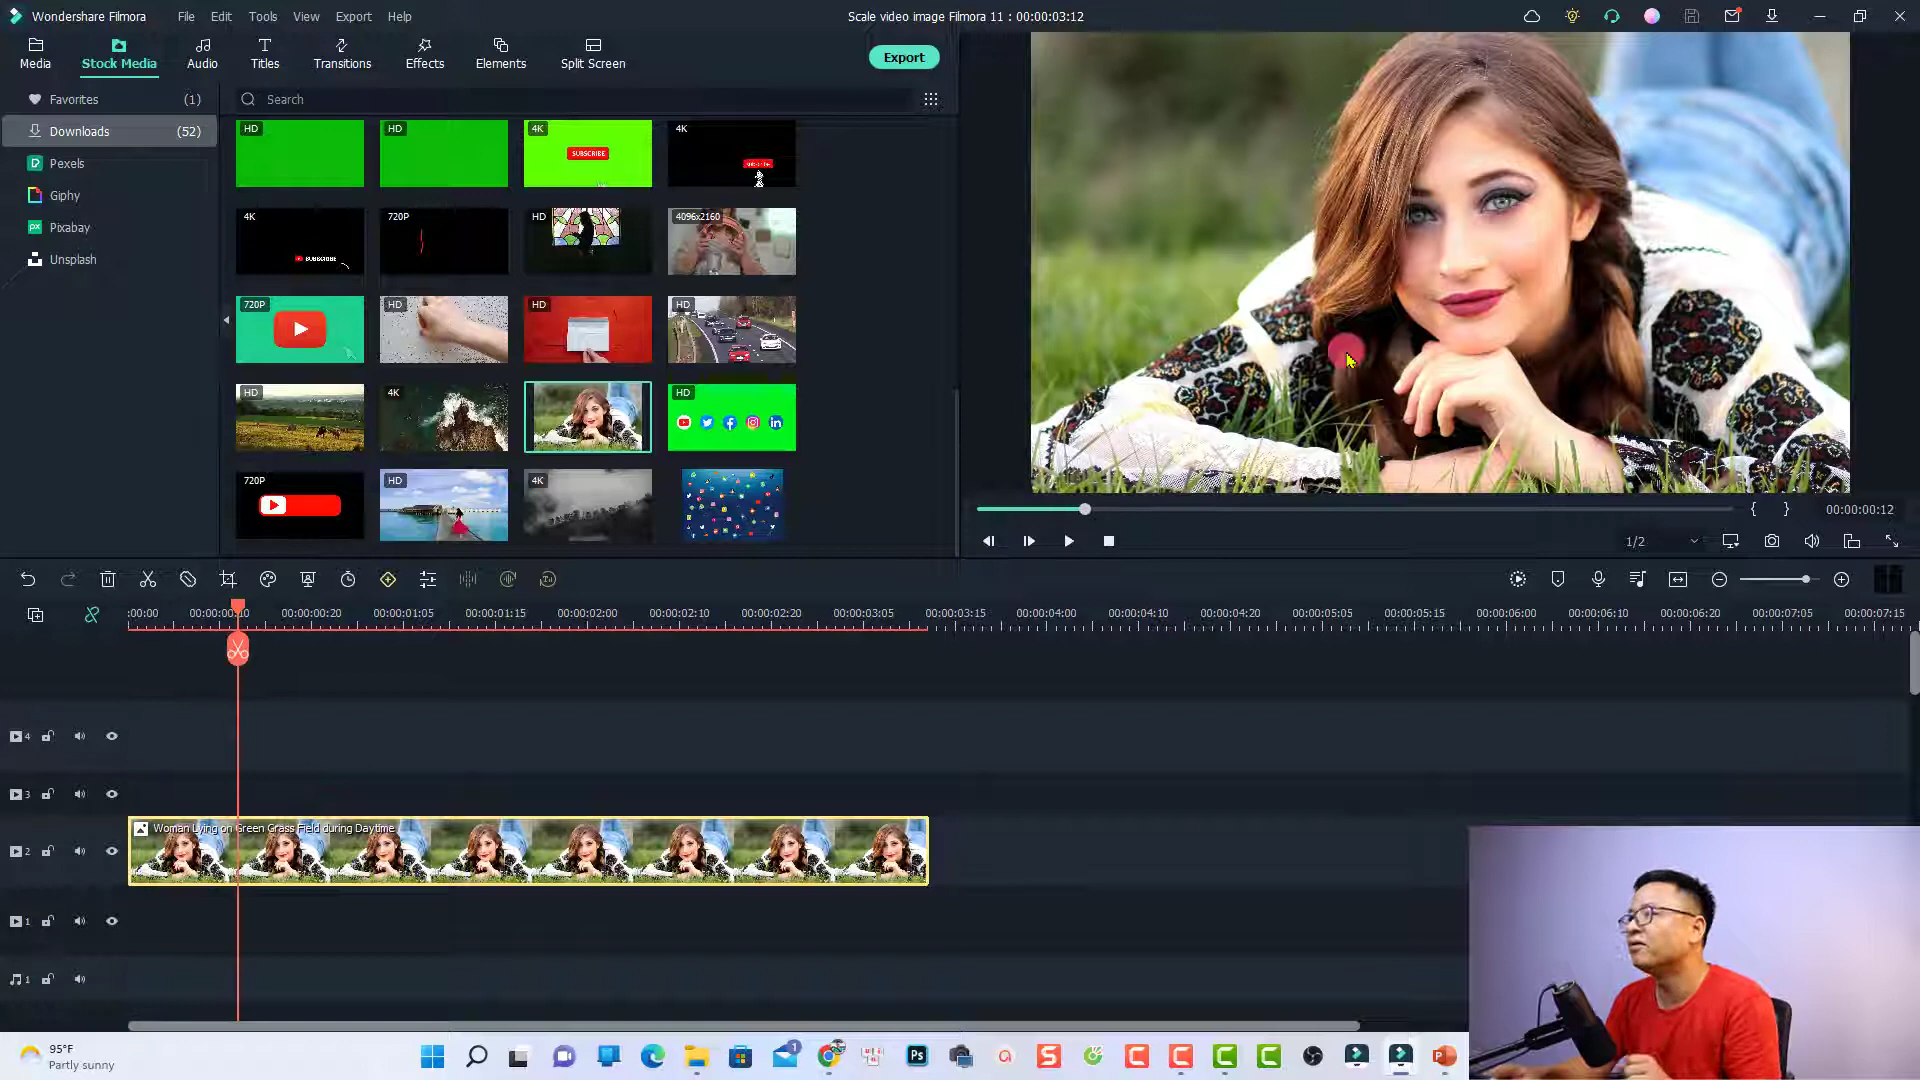 Wondershare Filmora File Edit Tools View Export Help Scale video image Filmora 11 : 00:00:03:12
Media Stock Media Audio Titles Transitions Effects Elements Split Screen Export
Favorites (1) Search
Downloads (52)
Pexels
Giphy
Pixabay
Unsplash
HD HD 4K 4K
SUBSCRIBE
4K 720P HD 4096x2160
SUBSCRIBE
720P HD HD HD
HD 4K HD
720P HD 4K
00:00:00:12
1/2
:00:00 00:00:00:10 00:00:00:20 00:00:01:05 00:00:01:15 00:00:02:00 00:00:02:10 00:00:02:20 00:00:03:05 00:00:03:15 00:00:04:00 00:00:04:10 00:00:04:20 00:00:05:05 00:00:05:15 00:00:06:00 00:00:06:10 00:00:06:20 00:00:07:05 00:00:07:15
4
3
Woman Lying on Green Grass Field during Daytime
2
1
1
95°F
Partly sunny
1
Ps